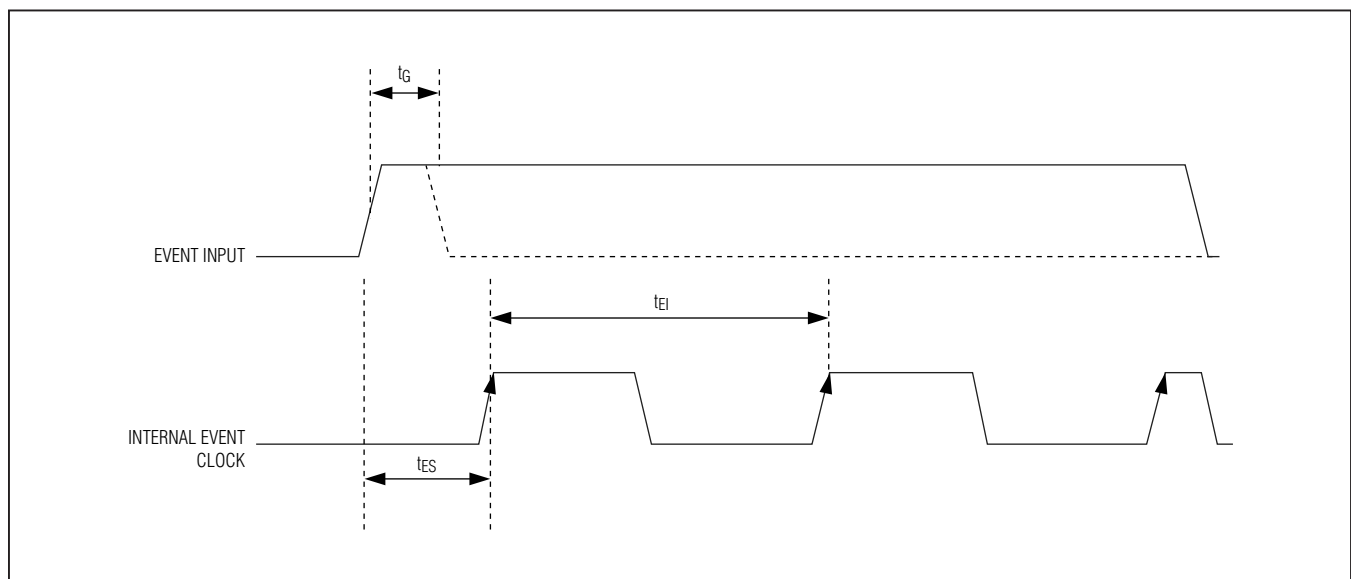 tG
EVENT INPUT
tEI
INTERNAL EVENT
CLOCK
tES